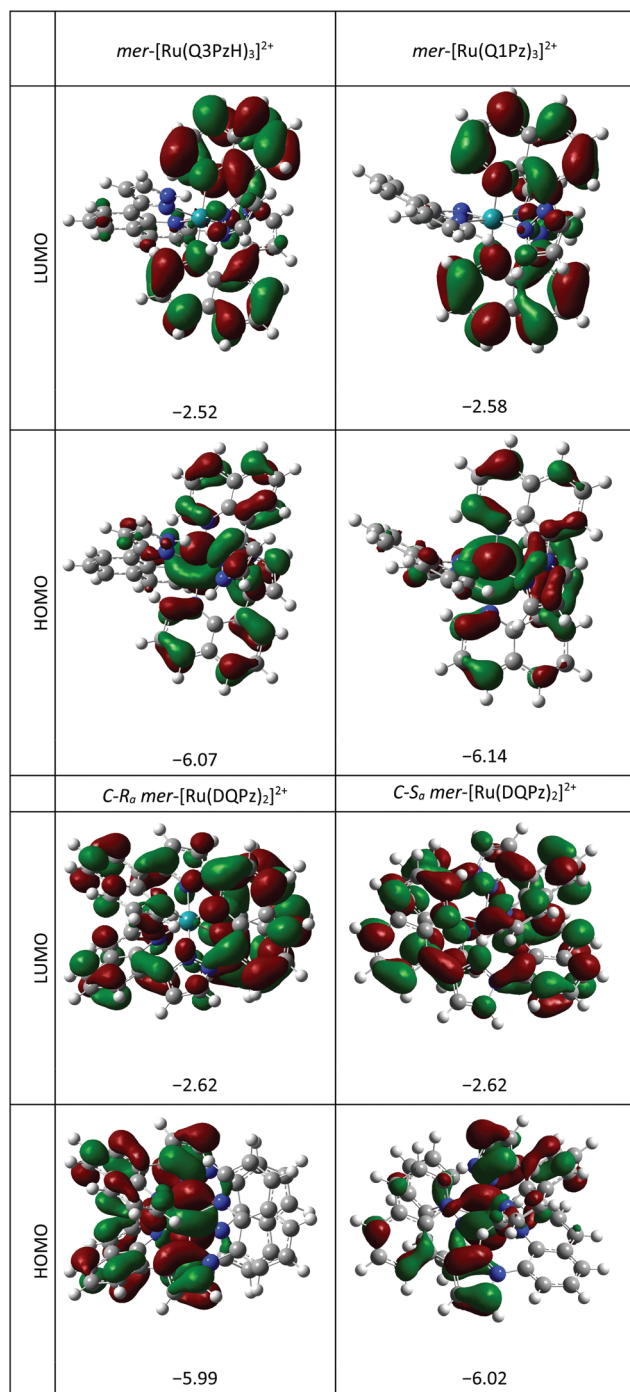 mer-[Ru(Q3PzH)₃]²⁺ mer-[Ru(Q1Pz)₃]²⁺
LUMO
−2.52 −2.58
HOMO
−6.07 −6.14
C-Rₐ mer-[Ru(DQPz)₂]²⁺ C-Sₐ mer-[Ru(DQPz)₂]²⁺
LUMO
−2.62 −2.62
HOMO
−5.99 −6.02